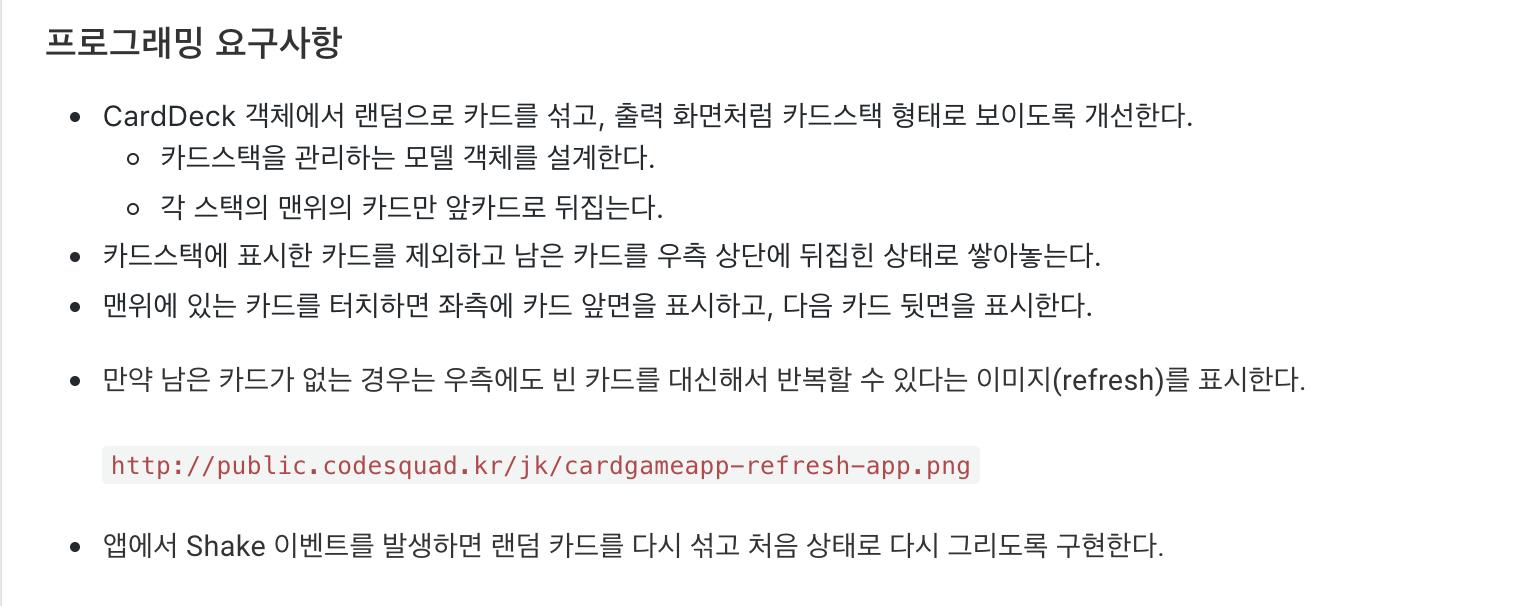 프로그래밍 요구사항
CardDeck 객체에서 랜덤으로 카드를 섞고, 출력 화면처럼 카드스택 형태로 보이도록 개선한다.
카드스택을 관리하는 모델 객체를 설계한다.
각 스택의 맨위의 카드만 앞카드로 뒤집는다.
카드스택에 표시한 카드를 제외하고 남은 카드를 우측 상단에 뒤집힌 상태로 쌓아놓는다.
맨위에 있는 카드를 터치하면 좌측에 카드 앞면을 표시하고, 다음 카드 뒷면을 표시한다.
만약 남은 카드가 없는 경우는 우측에도 빈 카드를 대신해서 반복할 수 있다는 이미지(refresh)를 표시한다.
http://public.codesquad.kr/jk/cardgameapp-refresh-app.png
앱에서 Shake 이벤트를 발생하면 랜덤 카드를 다시 섞고 처음 상태로 다시 그리도록 구현한다.